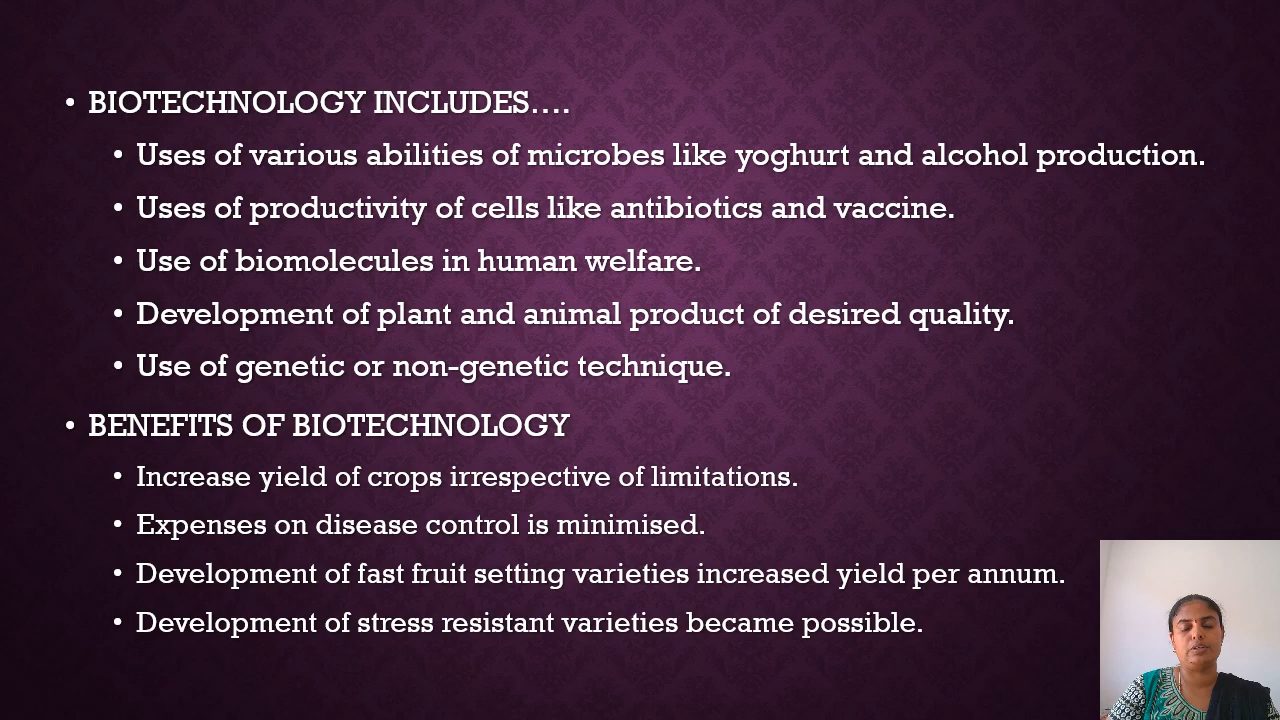 • BIOTECHNOLOGY INCLUDES....
• Uses of various abilities of microbes like yoghurt and alcohol production.
• Uses of productivity of cells like antibiotics and vaccine.
• Use of biomolecules in human welfare.
• Development of plant and animal product of desired quality.
• Use of genetic or non-genetic technique.
• BENEFITS OF BIOTECHNOLOGY
• Increase yield of crops irrespective of limitations.
• Expenses on disease control is minimised.
• Development of fast fruit setting varieties increased yield per annum.
• Development of stress resistant varieties became possible.